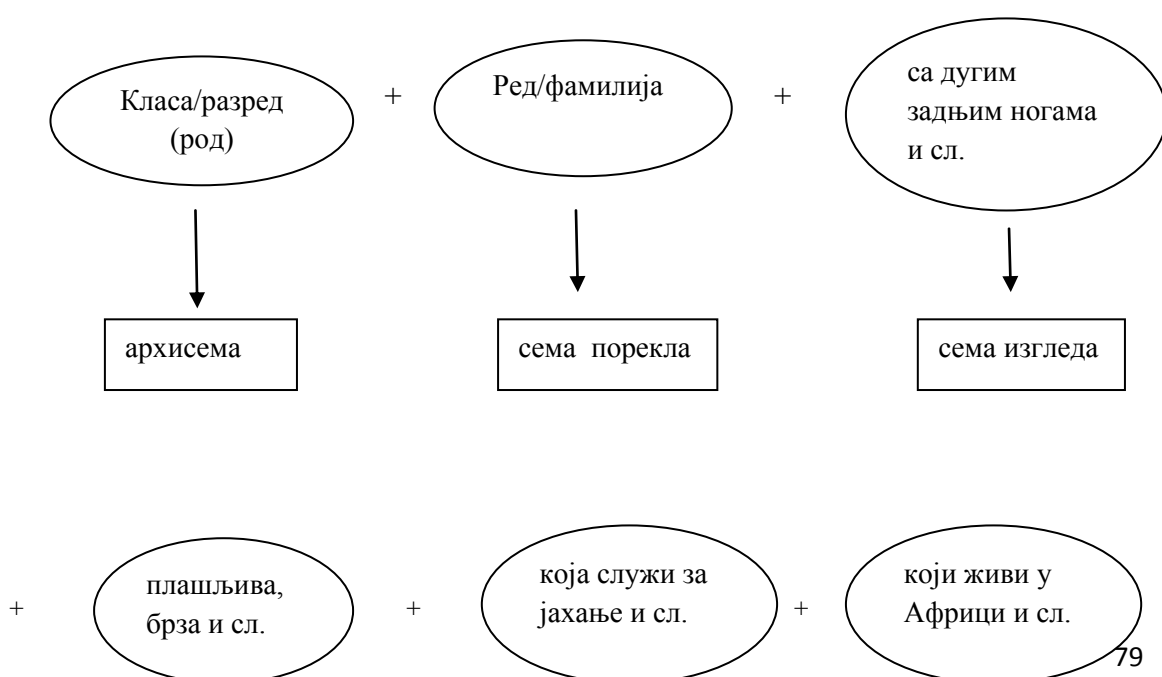 Класа/разред
(род)
+
Ред/фамилија
+
са дугим
задњим ногама
и сл.
архисема
сема порекла
сема изгледа
+
плашљива,
брза и сл.
+
која служи за
јахање и сл.
+
који живи у
Африци и сл.
79